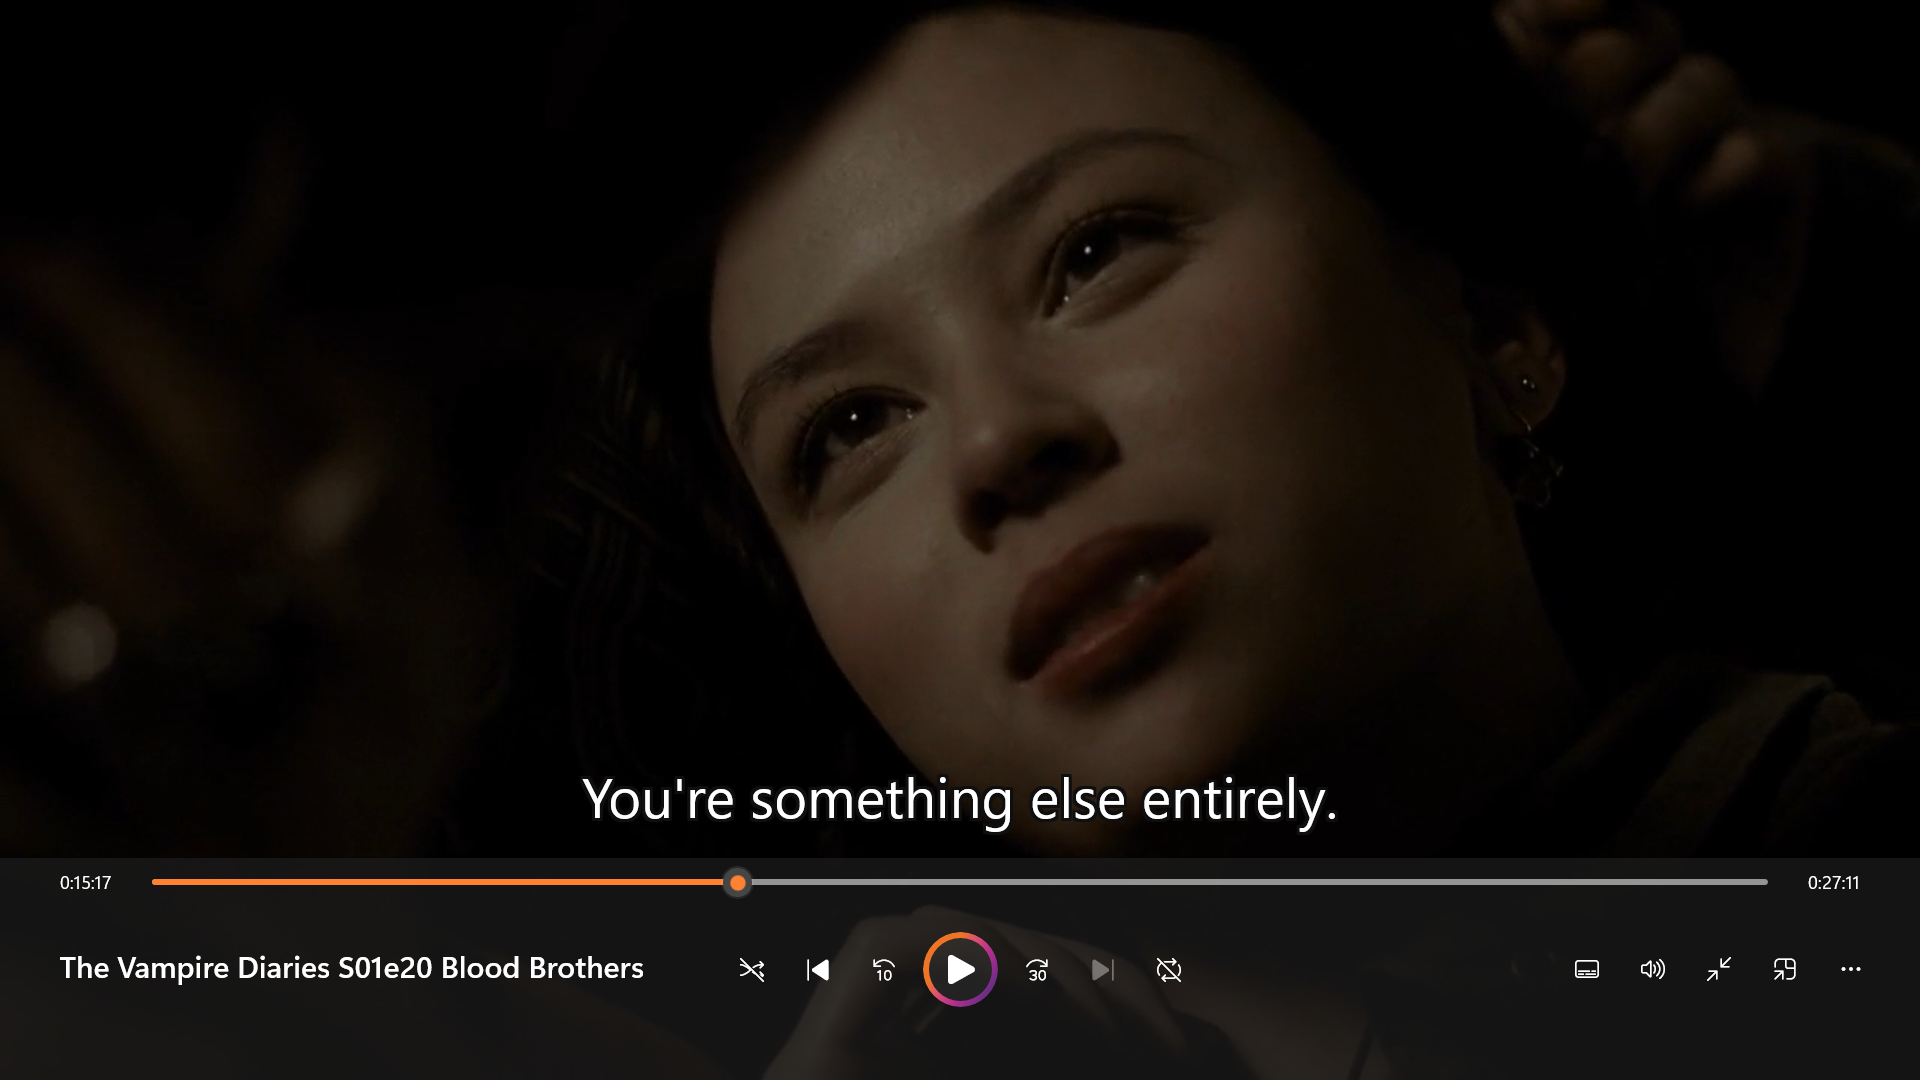 You're something else entirely.
0:15:17
0:27:11
The Vampire Diaries S01e20 Blood Brothers
10
30